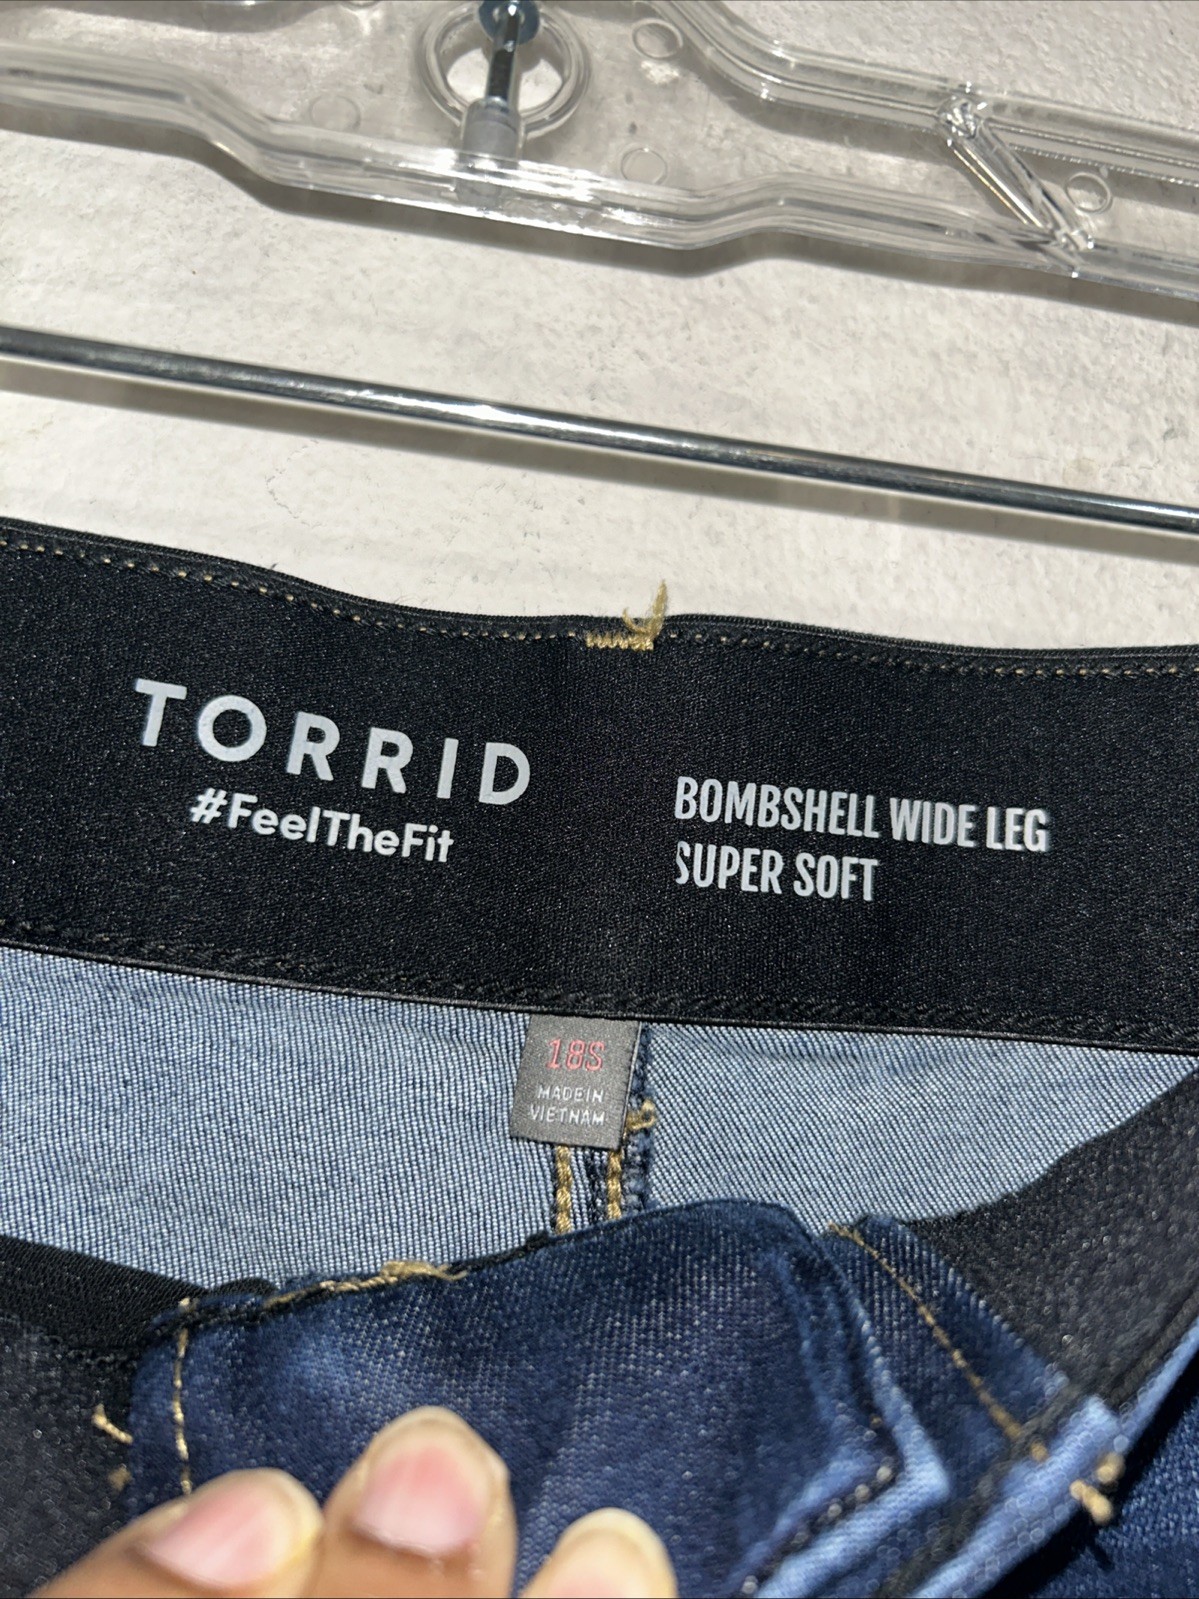 TORRID
#FeelTheFit
BOMBSHELL WIDE LEG
SUPER SOFT
18S
MADE IN
VIETNAM